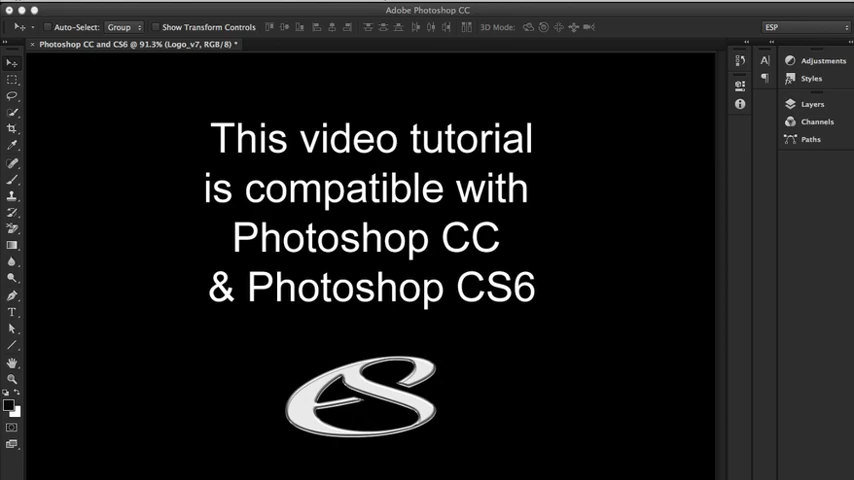 Adobe Photoshop CC
Auto-Select: Group Show Transform Controls 3D Mode: ESP
× Photoshop CC and CS6 @ 91.3% (Logo_v7, RGB/8) *
This video tutorial
is compatible with
Photoshop CC
& Photoshop CS6
Adjustments
Styles
Layers
Channels
Paths